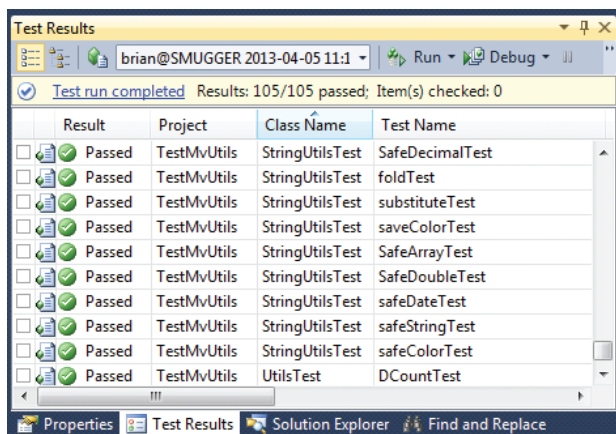 Test Results
brian@SMUGGER 2013-04-05 11:1 Run Debug
Test run completed Results: 105/105 passed; Item(s) checked: 0
Result Project Class Name Test Name
Passed TestMvUtils StringUtilsTest SafeDecimalTest
Passed TestMvUtils StringUtilsTest foldTest
Passed TestMvUtils StringUtilsTest substituteTest
Passed TestMvUtils StringUtilsTest saveColorTest
Passed TestMvUtils StringUtilsTest SafeArrayTest
Passed TestMvUtils StringUtilsTest SafeDoubleTest
Passed TestMvUtils StringUtilsTest safeDateTest
Passed TestMvUtils StringUtilsTest safeStringTest
Passed TestMvUtils StringUtilsTest safeColorTest
Passed TestMvUtils UtilsTest DCountTest
Properties Test Results Solution Explorer Find and Replace